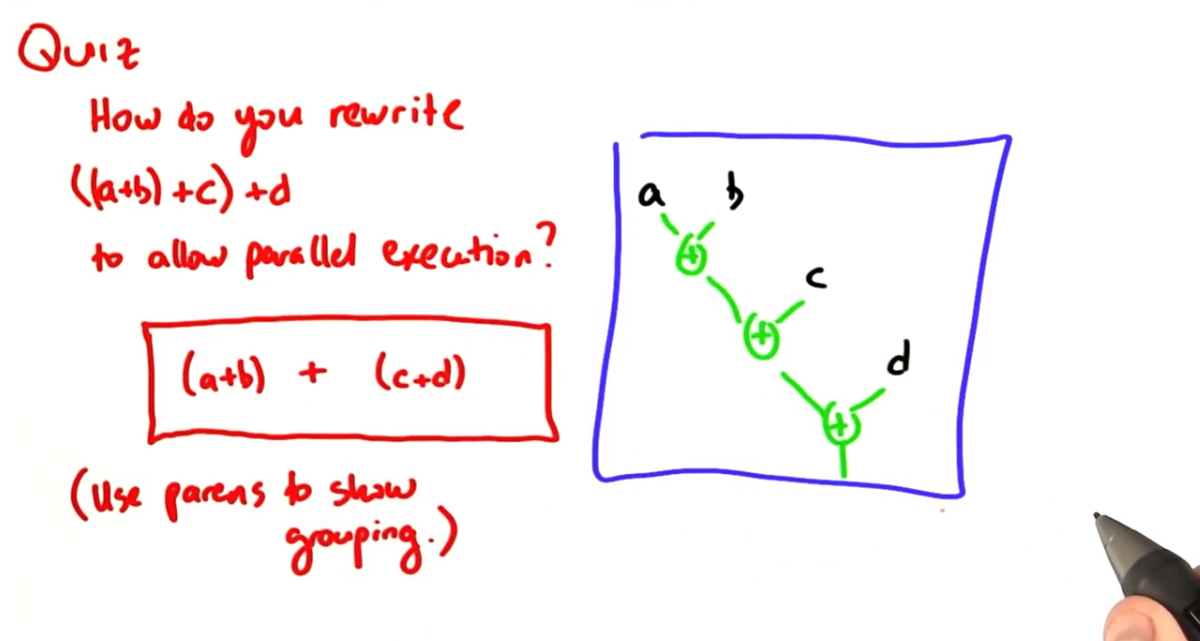 Quiz
How do you rewrite
((a+b)+c)+d
to allow parallel execution?
(a+b) + (c+d)
(Use parens to show
grouping.)
a b
+
c
+
d
+